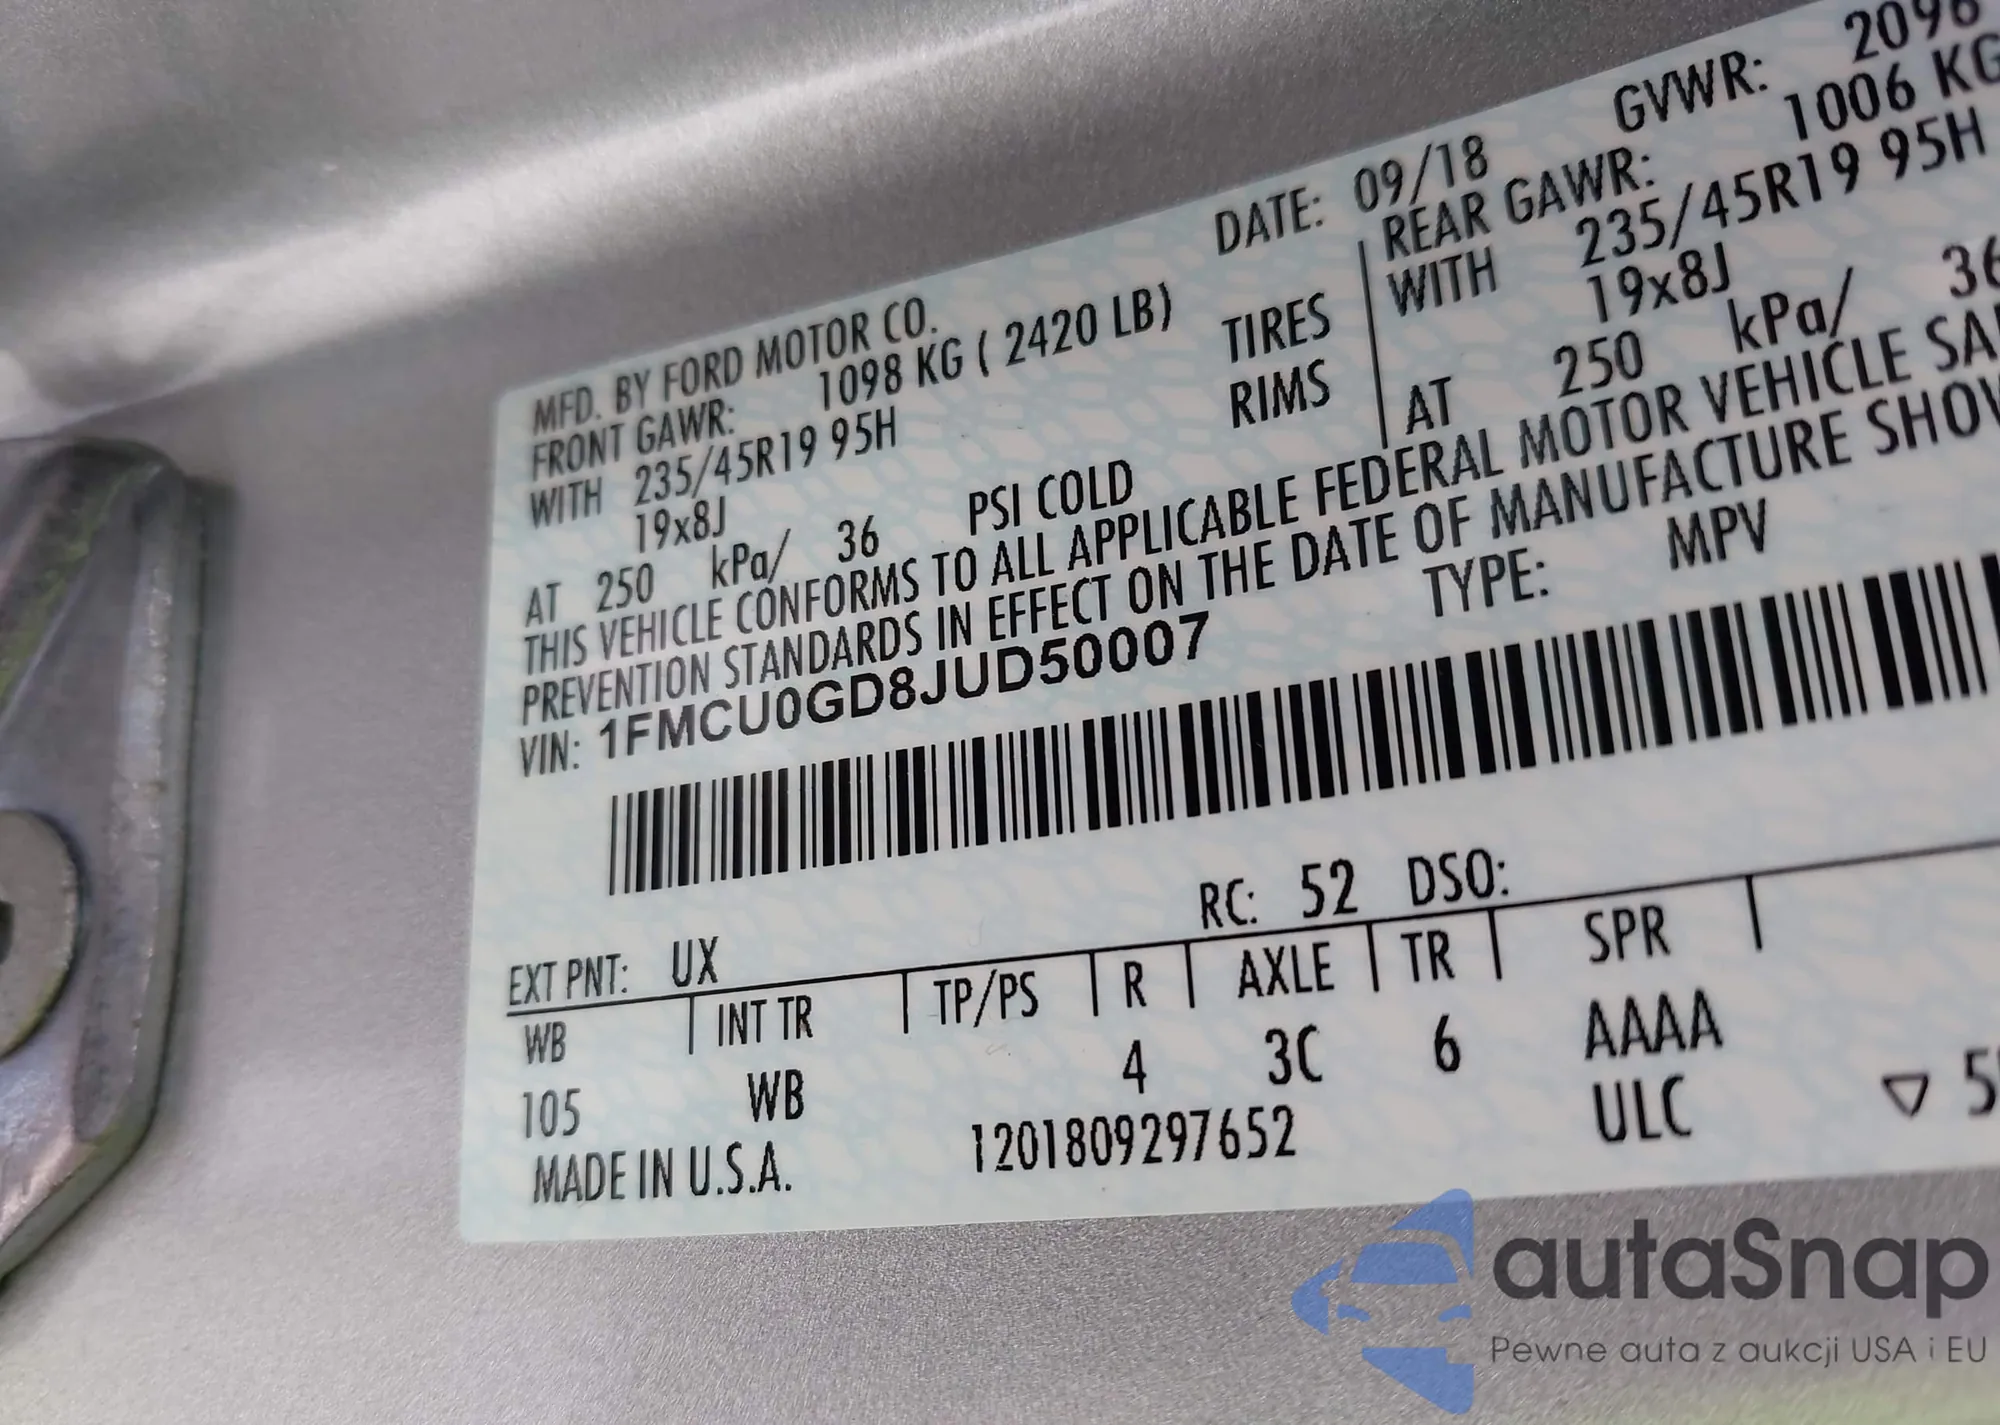 MFD. BY FORD MOTOR CO. DATE: 09/18 GVWR: 2098
FRONT GAWR: 1098 KG ( 2420 LB) REAR GAWR: 1006 KG
WITH 235/45R19 95H TIRES WITH 235/45R19 95H
19x8J RIMS 19x8J
AT 250 kPa/ 36 PSI COLD AT 250 kPa/ 36
THIS VEHICLE CONFORMS TO ALL APPLICABLE FEDERAL MOTOR VEHICLE
PREVENTION STANDARDS IN EFFECT ON THE DATE OF MANUFACTURE
VIN: 1FMCU0GD8JUD50007 TYPE: MPV
RC: 52 DSO:
EXT PNT: UX
WB INT TR TP/PS R AXLE TR SPR
105 WB 4 3C 6 AAAA
MADE IN U.S.A. 1201809297652 ULC
autaSnap
Pewne auta z aukcji USA i EU